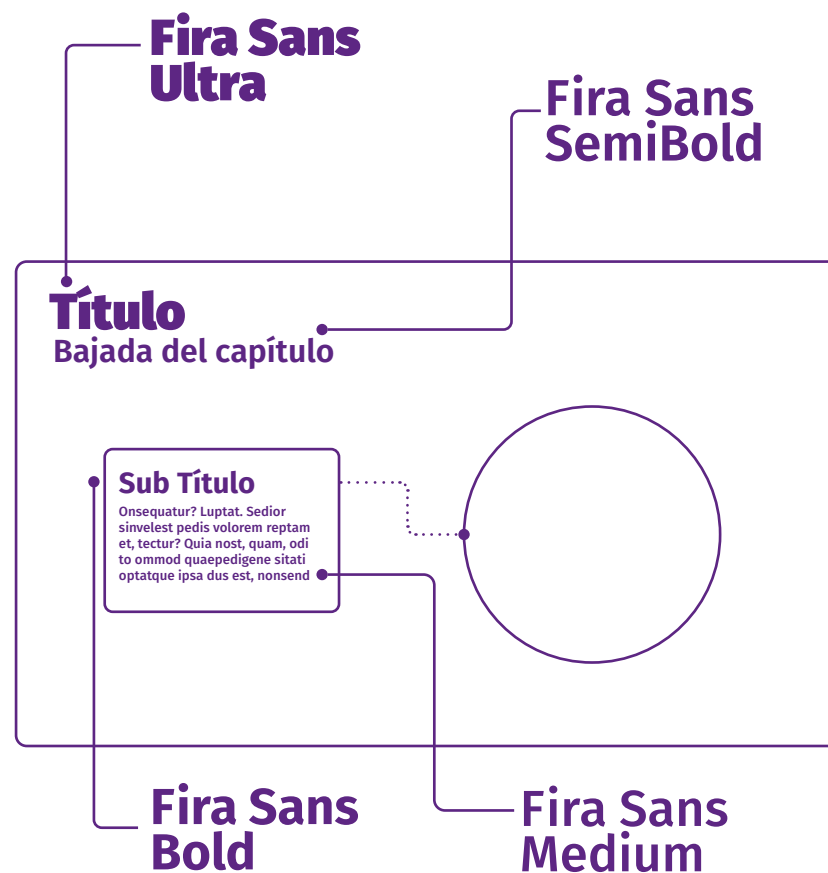 Fira Sans
Ultra
Fira Sans
SemiBold
Título
Bajada del capítulo
Sub Título
Onsequatur? Luptat. Sedior
sinvelest pedis volorem reptam
et, tectur? Quia nost, quam, odi
to ommod quaepedigene sitati
optatque ipsa dus est, nonsend
Fira Sans
Bold
Fira Sans
Medium